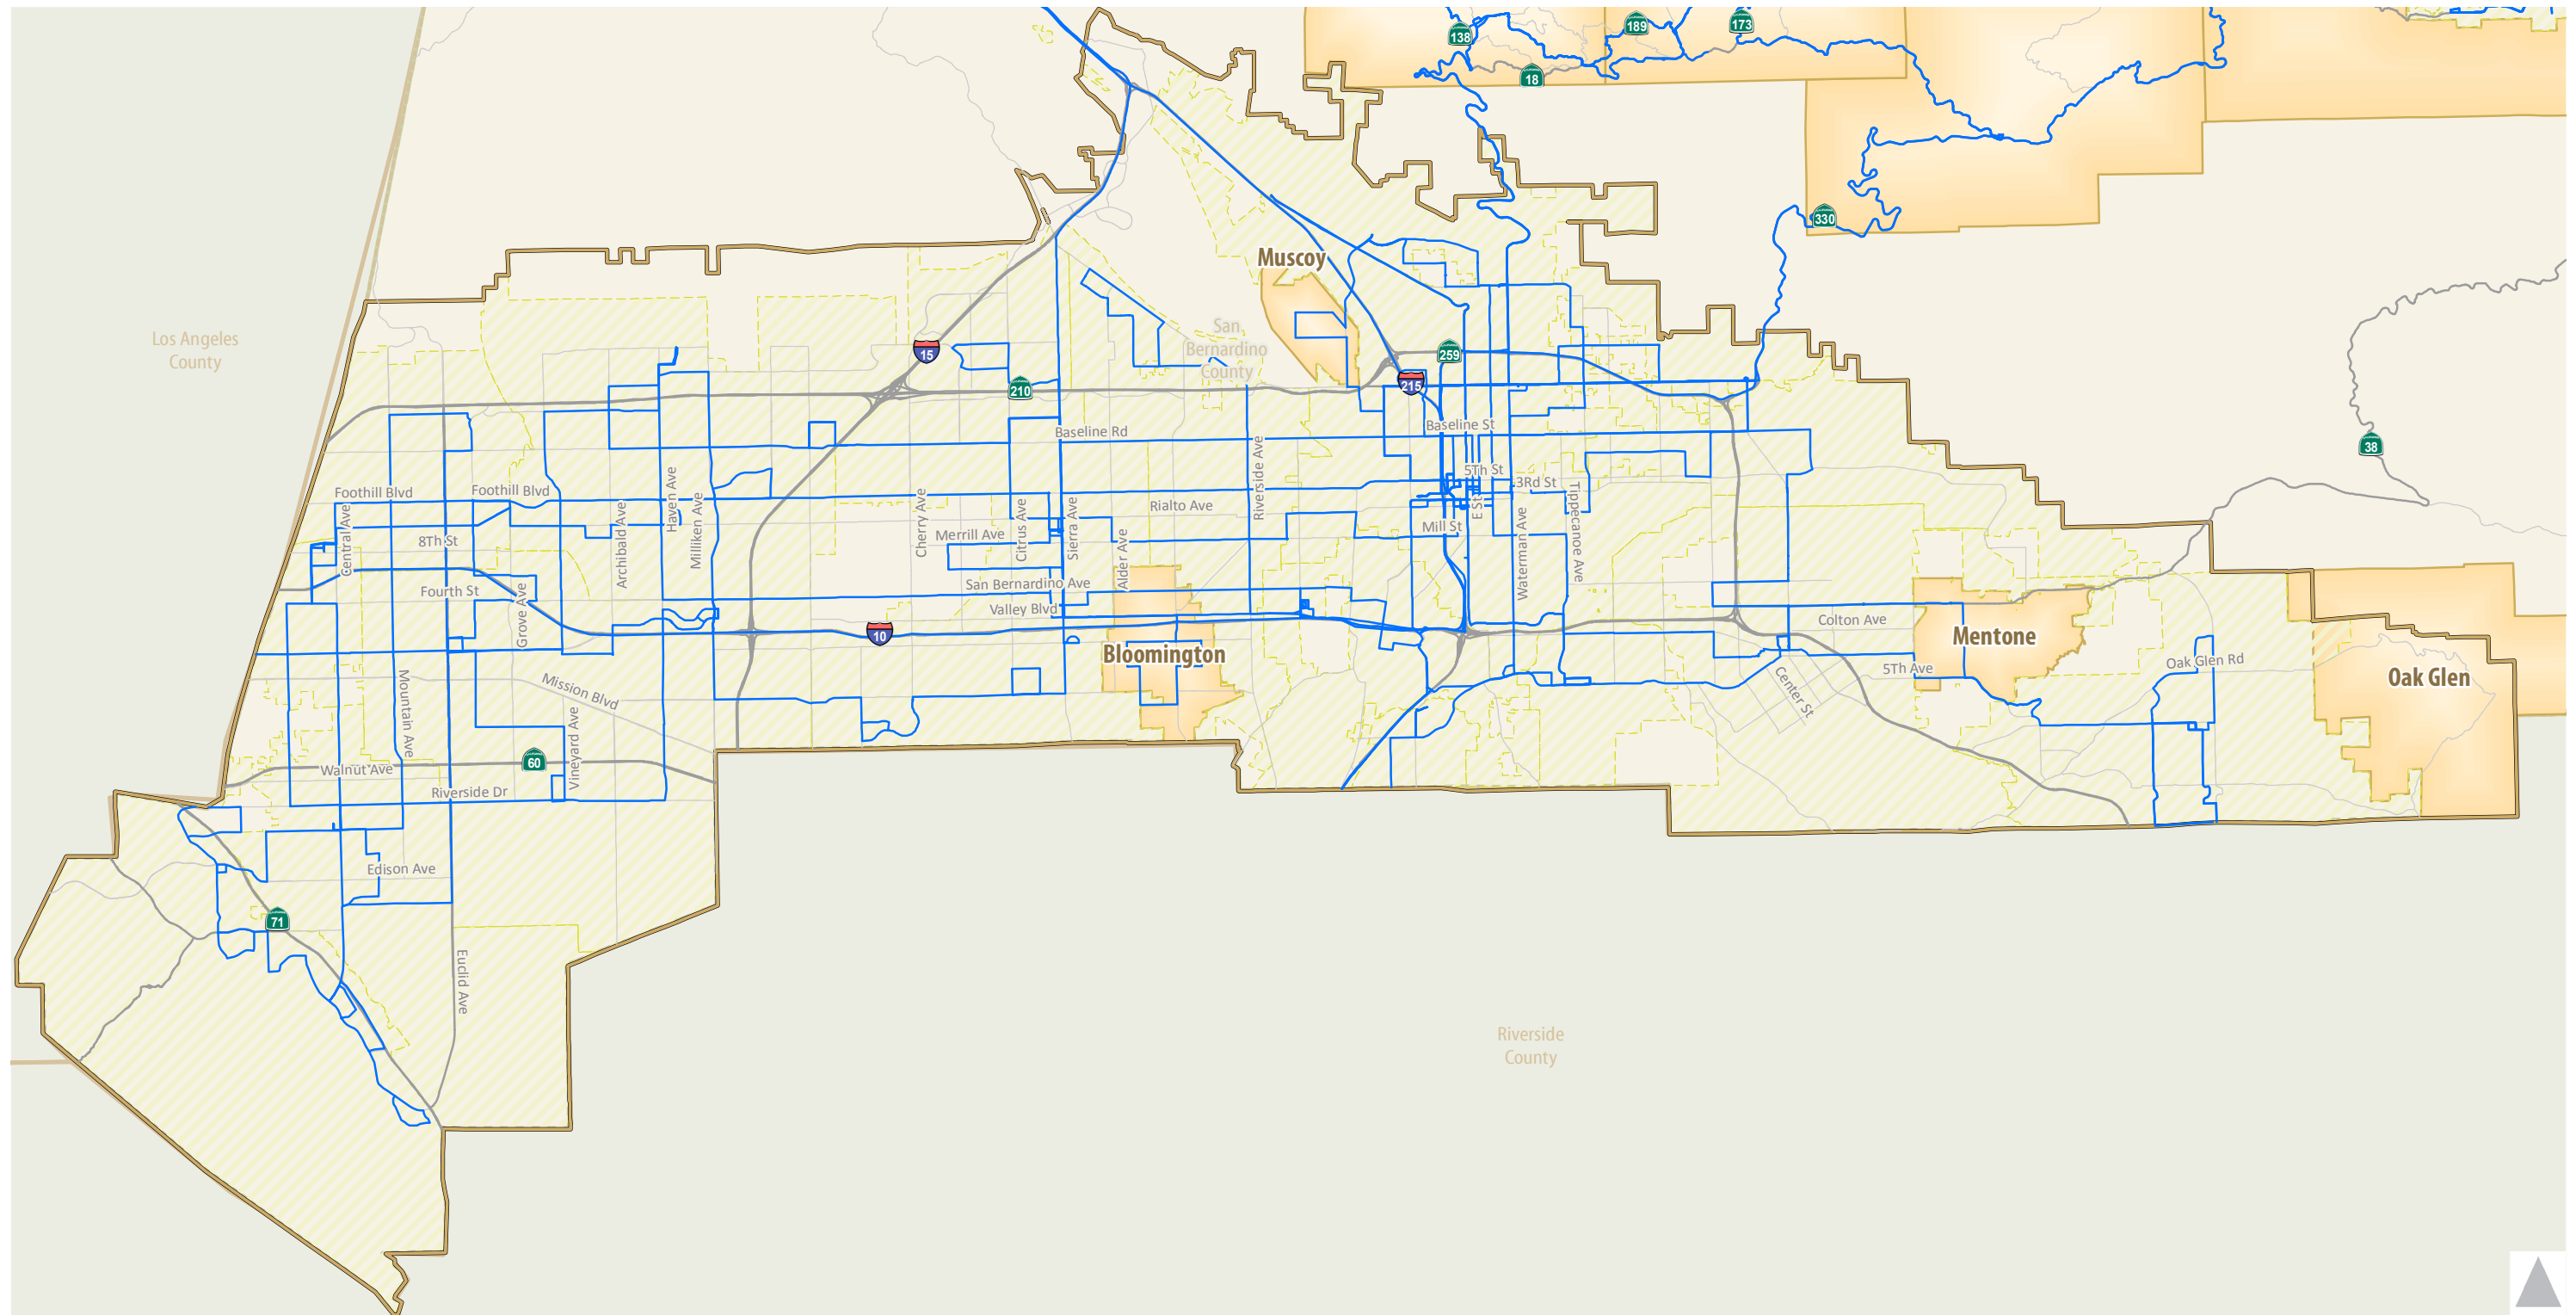 138
189
173
18
330
Muscoy
Los Angeles
County
San
Bernardino
County
15
259
210
215
38
Baseline Rd
Baseline St
Foothill Blvd
Foothill Blvd
Haven Ave
Milliken Ave
Archibald Ave
Central Ave
8Th St
Fourth St
Grove Ave
Cherry Ave
Merrill Ave
Citrus Ave
Sierra Ave
Alder Ave
Rialto Ave
Riverside Ave
San Bernardino Ave
Valley Blvd
5Th St
3Rd St
E St
Mill St
Waterman Ave
Tippecanoe Ave
10
Bloomington
Colton Ave
Mentone
5Th Ave
Center St
Oak Glen Rd
Oak Glen
Mountain Ave
Mission Blvd
Vineyard Ave
60
Walnut Ave
Riverside Dr
Edison Ave
71
Euclid Ave
Riverside
County